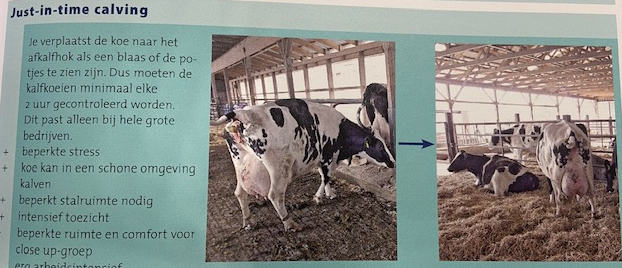 Just-in-time calving
Je verplaatst de koe naar het
afkalfhok als een blaas of de po-
tjes te zien zijn. Dus moeten de
kalfkoeien minimaal elke
2 uur gecontroleerd worden.
Dit past alleen bij hele grote
bedrijven.
+ beperkte stress
+ koe kan in een schone omgeving
kalven
+ beperkt stalruimte nodig
+ intensief toezicht
- beperkte ruimte en comfort voor
close up-groep
erg arbeidsintensief